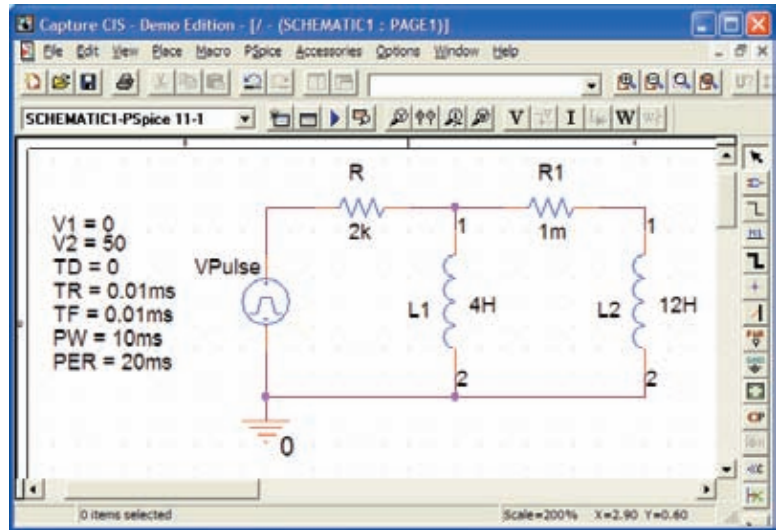 Capture CIS - Demo Edition - [/ - (SCHEMATIC1 : PAGE1)]
File Edit View Place Macro PSpice Accessories Options Window Help
SCHEMATIC1-PSpice 11-1
V I W
R
R1
2k
1m
1
1
V1 = 0
V2 = 50
TD = 0
TR = 0.01ms
TF = 0.01ms
PW = 10ms
PER = 20ms
VPulse
L1
4H
L2
12H
2
2
0
0 items selected
Scale=200% X=2.90 Y=0.60